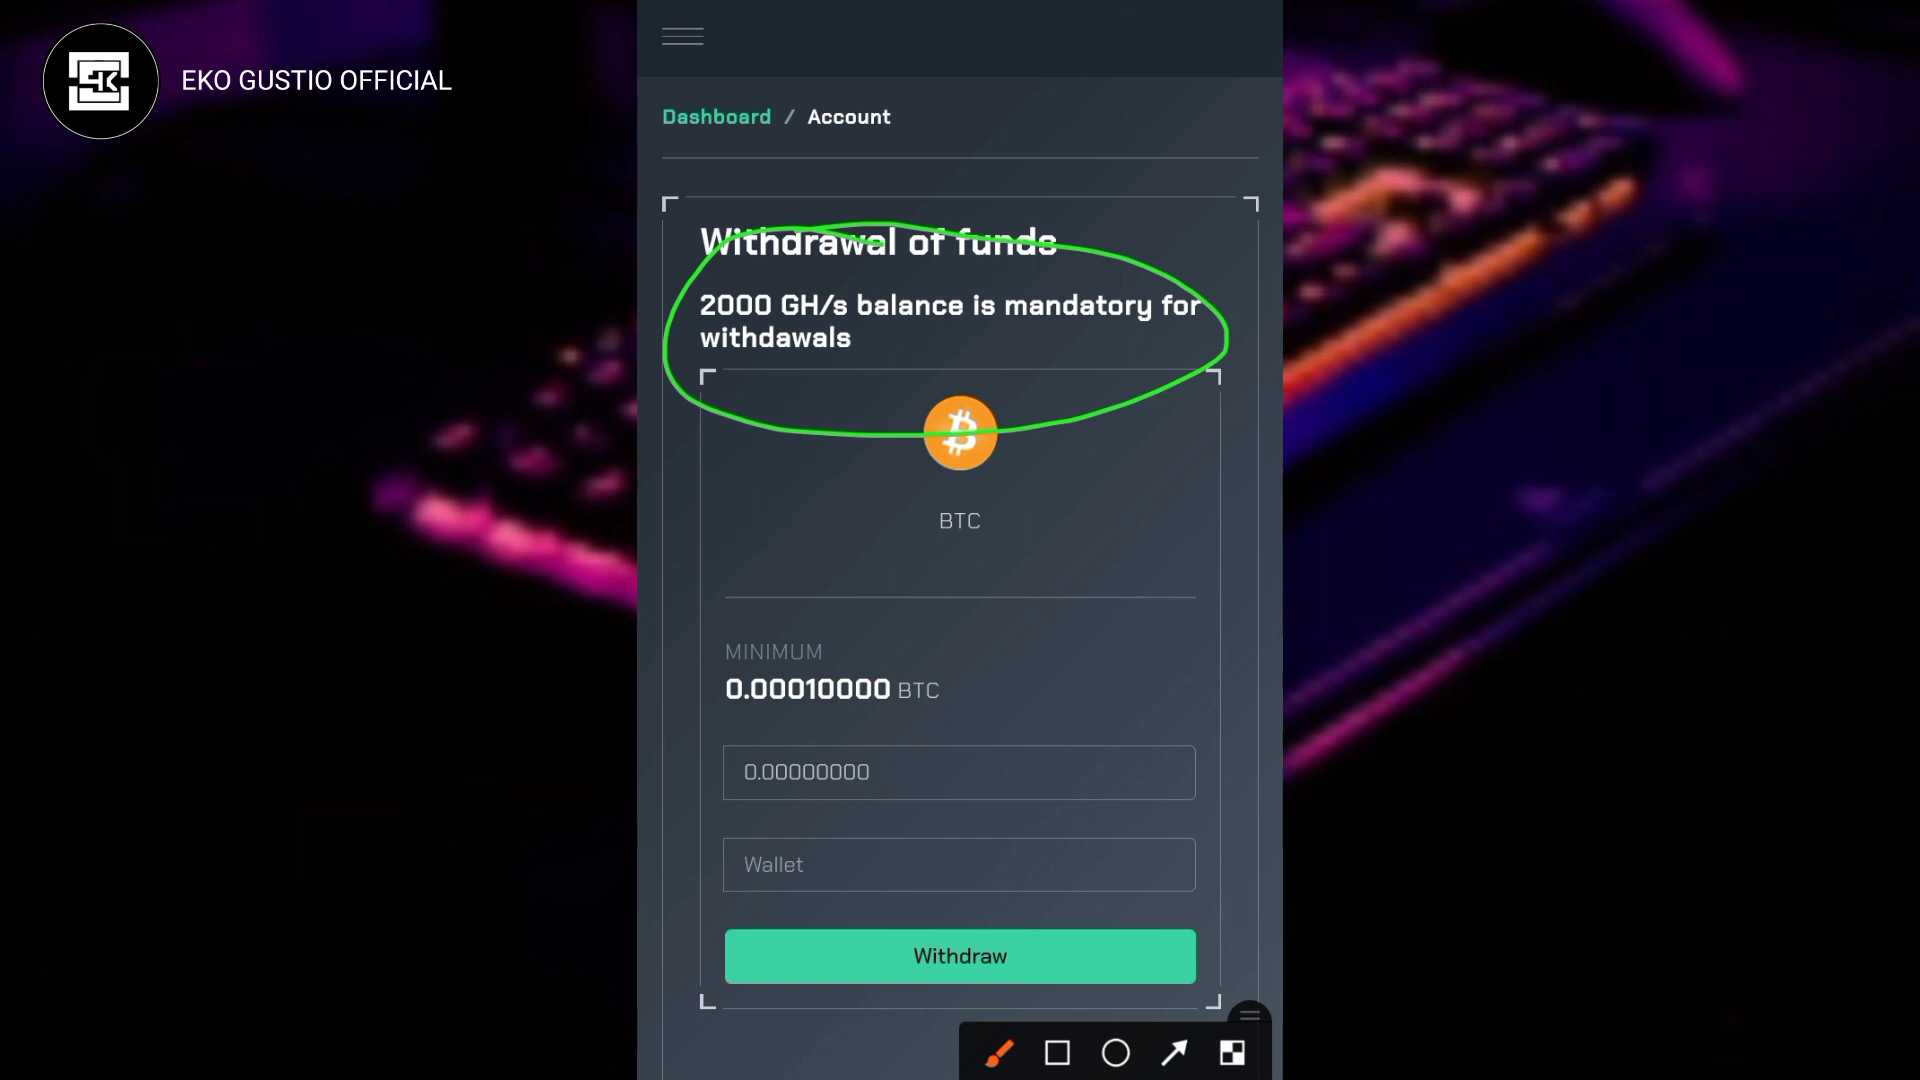 EKO GUSTIO OFFICIAL
Dashboard / Account
Withdrawal of funds
2000 GH/s balance is mandatory for
withdawals
BTC
MINIMUM
0.00010000 BTC
0.00000000
Wallet
Withdraw